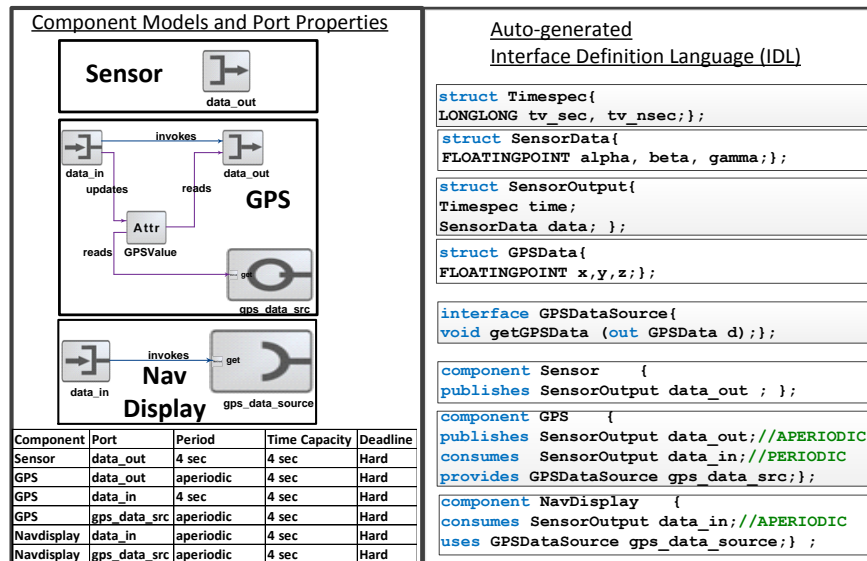 Component Models and Port Properties
Sensor
data_out
invokes
data_in
data_out
updates
reads
GPS
Attr
GPSValue
reads
get
gps_data_src
invokes
get
data_in
Nav
Display
gps_data_source
Component Port Period Time Capacity Deadline
Sensor data_out 4 sec 4 sec Hard
GPS data_out aperiodic 4 sec Hard
GPS data_in 4 sec 4 sec Hard
GPS gps_data_src aperiodic 4 sec Hard
Navdisplay data_in aperiodic 4 sec Hard
Navdisplay gps_data_src aperiodic 4 sec Hard
Auto-generated
Interface Definition Language (IDL)
struct Timespec{
LONGLONG tv_sec, tv_nsec;};
struct SensorData{
FLOATINGPOINT alpha, beta, gamma;};
struct SensorOutput{
Timespec time;
SensorData data; };
struct GPSData{
FLOATINGPOINT x,y,z;};
interface GPSDataSource{
void getGPSData (out GPSData d);};
component Sensor {
publishes SensorOutput data_out ; };
component GPS {
publishes SensorOutput data_out;//APERIODIC
consumes SensorOutput data_in;//PERIODIC
provides GPSDataSource gps_data_src;};
component NavDisplay {
consumes SensorOutput data_in;//APERIODIC
uses GPSDataSource gps_data_source;} ;